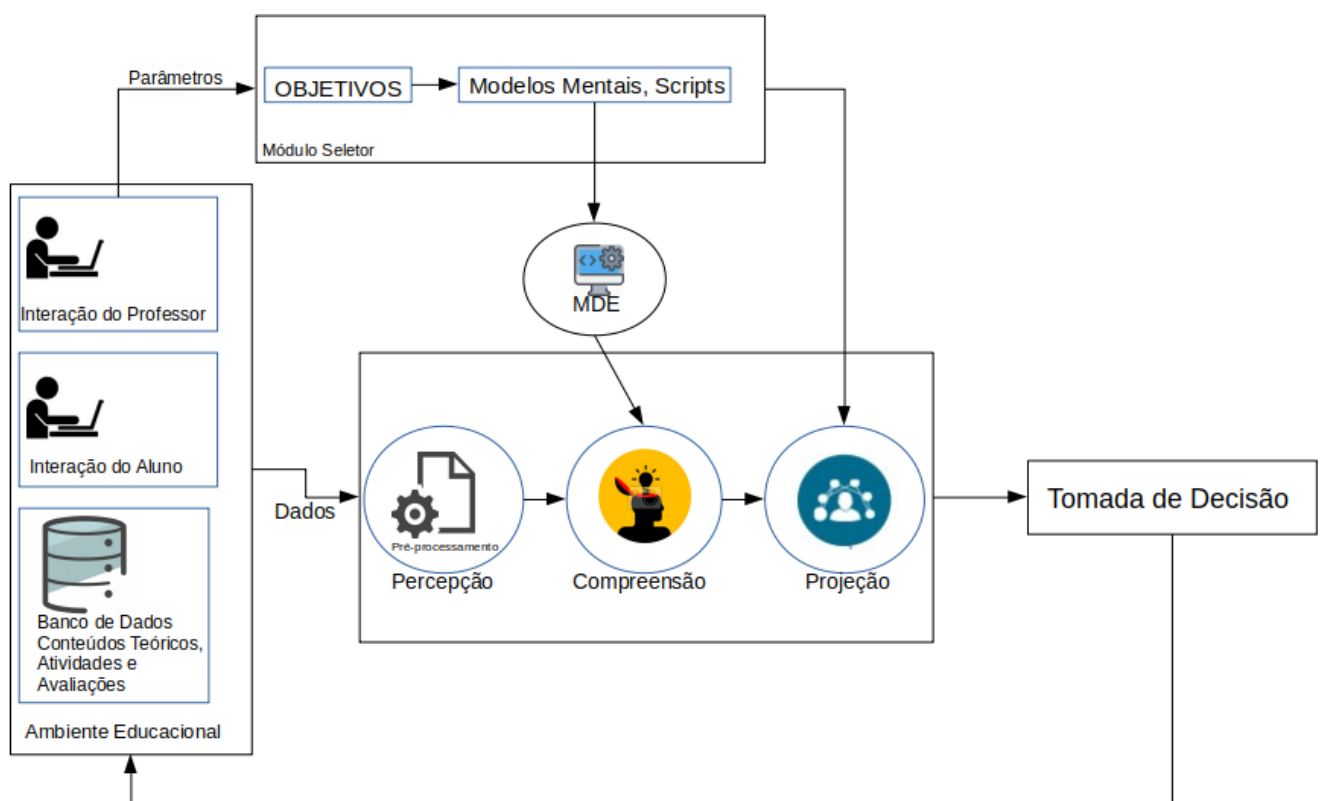 Parâmetros
OBJETIVOS
Modelos Mentais, Scripts
Módulo Seletor
Interação do Professor
MDE
Interação do Aluno
Dados
Pré-processamento
Percepção
Compreensão
Projeção
Tomada de Decisão
Banco de Dados
Conteúdos Teóricos,
Atividades e
Avaliações
Ambiente Educacional